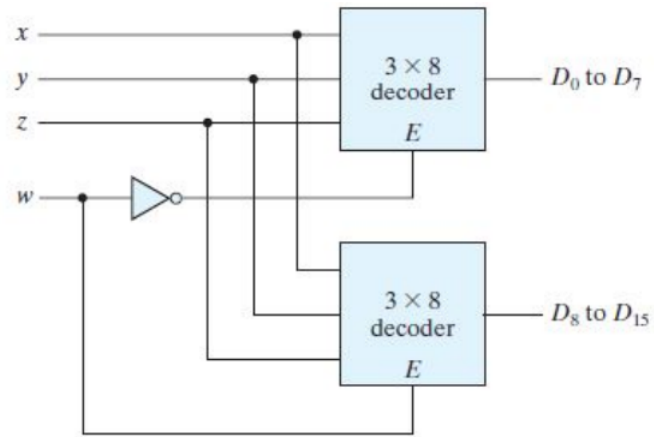 x
y
z
w
3 × 8
decoder
E
D₀ to D₇
3 × 8
decoder
E
D₈ to D₁₅